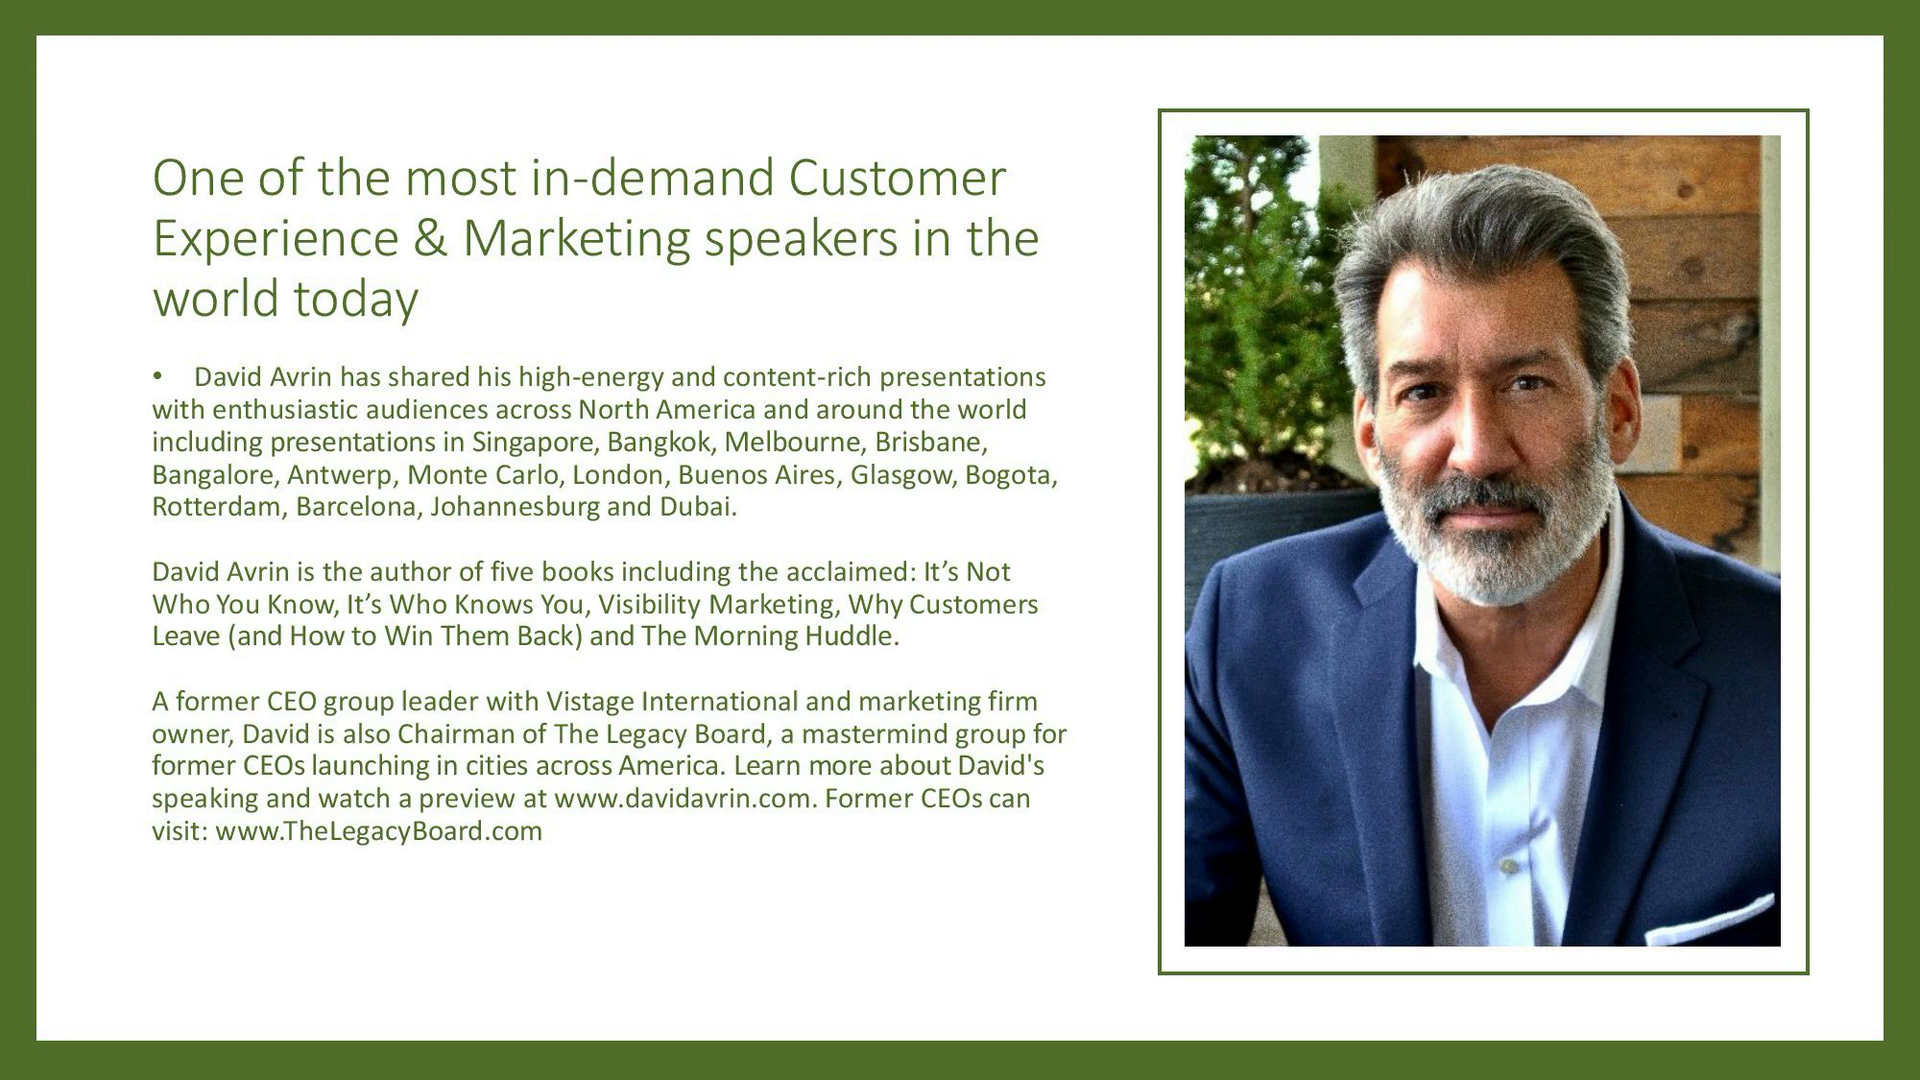 One of the most in-demand Customer
Experience & Marketing speakers in the
world today
• David Avrin has shared his high-energy and content-rich presentations
with enthusiastic audiences across North America and around the world
including presentations in Singapore, Bangkok, Melbourne, Brisbane,
Bangalore, Antwerp, Monte Carlo, London, Buenos Aires, Glasgow, Bogota,
Rotterdam, Barcelona, Johannesburg and Dubai.
David Avrin is the author of five books including the acclaimed: It’s Not
Who You Know, It’s Who Knows You, Visibility Marketing, Why Customers
Leave (and How to Win Them Back) and The Morning Huddle.
A former CEO group leader with Vistage International and marketing firm
owner, David is also Chairman of The Legacy Board, a mastermind group for
former CEOs launching in cities across America. Learn more about David's
speaking and watch a preview at www.davidavrin.com. Former CEOs can
visit: www.TheLegacyBoard.com